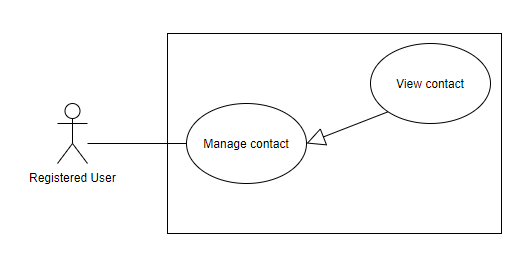 View contact
Manage contact
Registered User